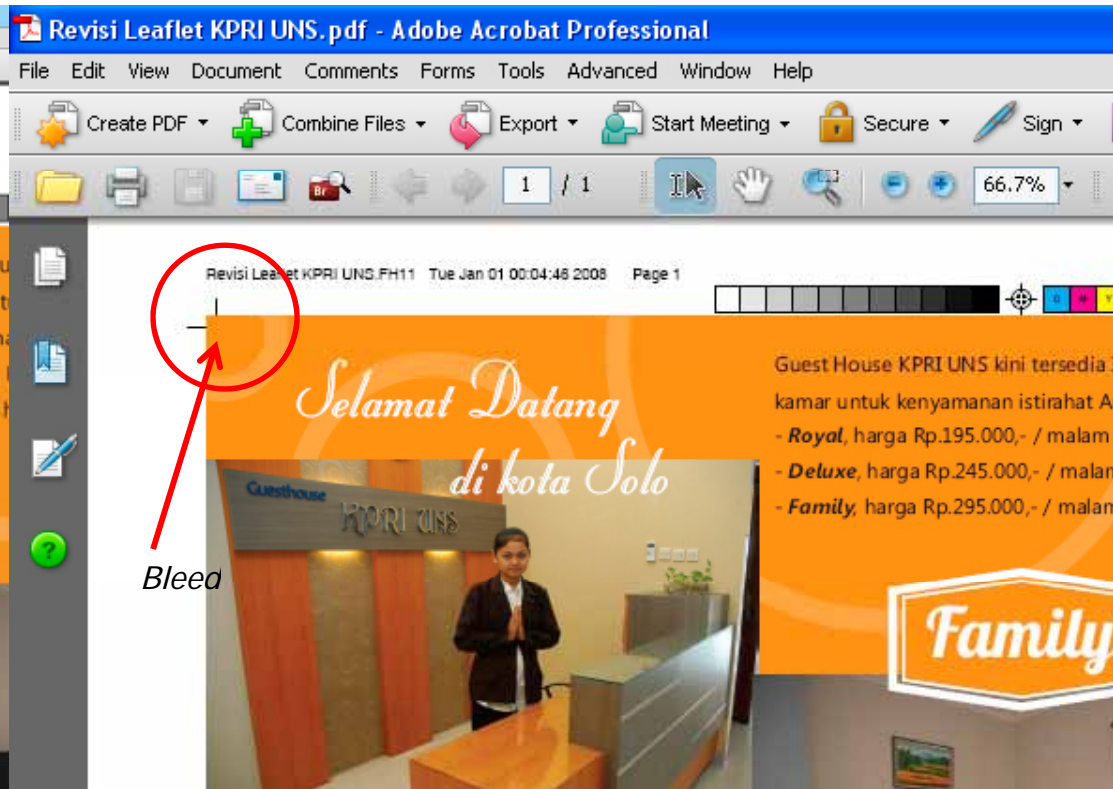 Revisi Leaflet KPRI UNS.pdf - Adobe Acrobat Professional
File Edit View Document Comments Forms Tools Advanced Window Help
Create PDF Combine Files Export Start Meeting Secure Sign
Br 1 / 1 66.7%
Revisi Leaflet KPRI UNS.FH11 Tue Jan 01 00:04:46 2008 Page 1
C M Y
Selamat Datang
di kota Solo
Guest House KPRI UNS kini tersedia
kamar untuk kenyamanan istirahat
- Royal, harga Rp.195.000,- / malam
- Deluxe, harga Rp.245.000,- / malam
- Family, harga Rp.295.000,- / malam
Guesthouse
KPRI UNS
?
Bleed
Family